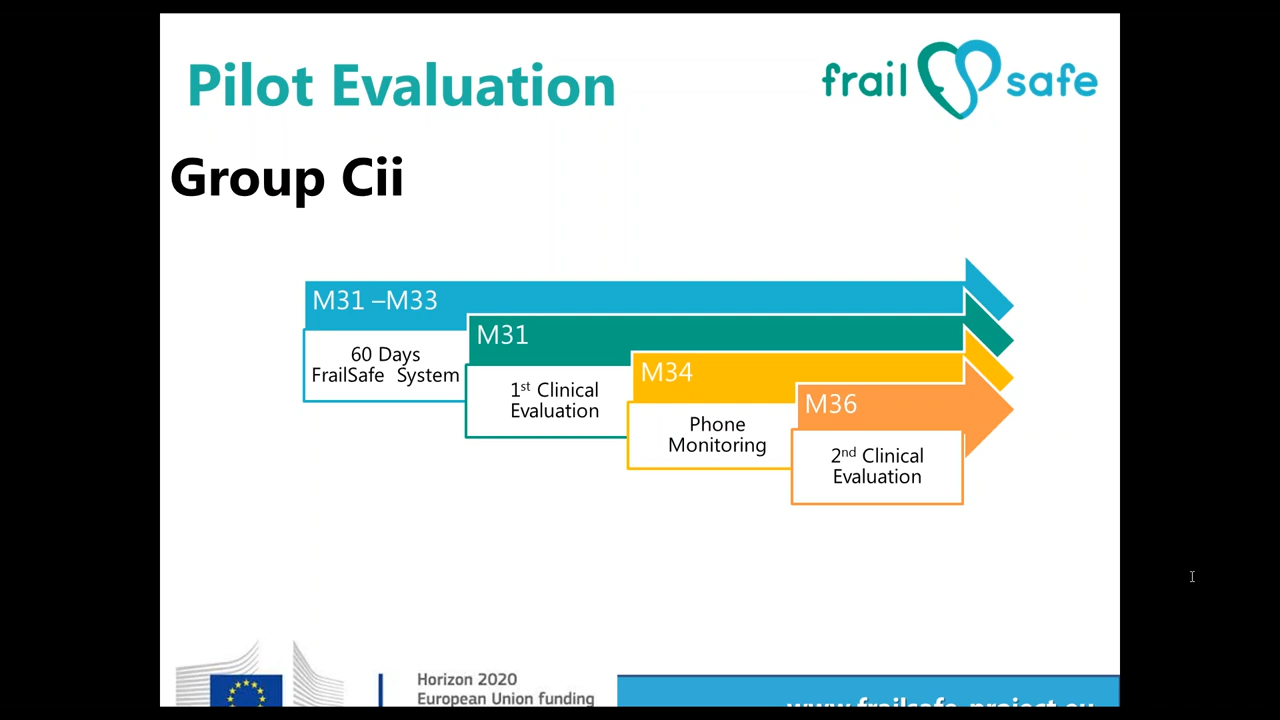 Pilot Evaluation
frail safe
Group Cii
M31 –M33
60 Days
FrailSafe System
M31
1st Clinical
Evaluation
M34
Phone
Monitoring
M36
2nd Clinical
Evaluation
Horizon 2020
European Union funding
www.frailsafe-project.eu